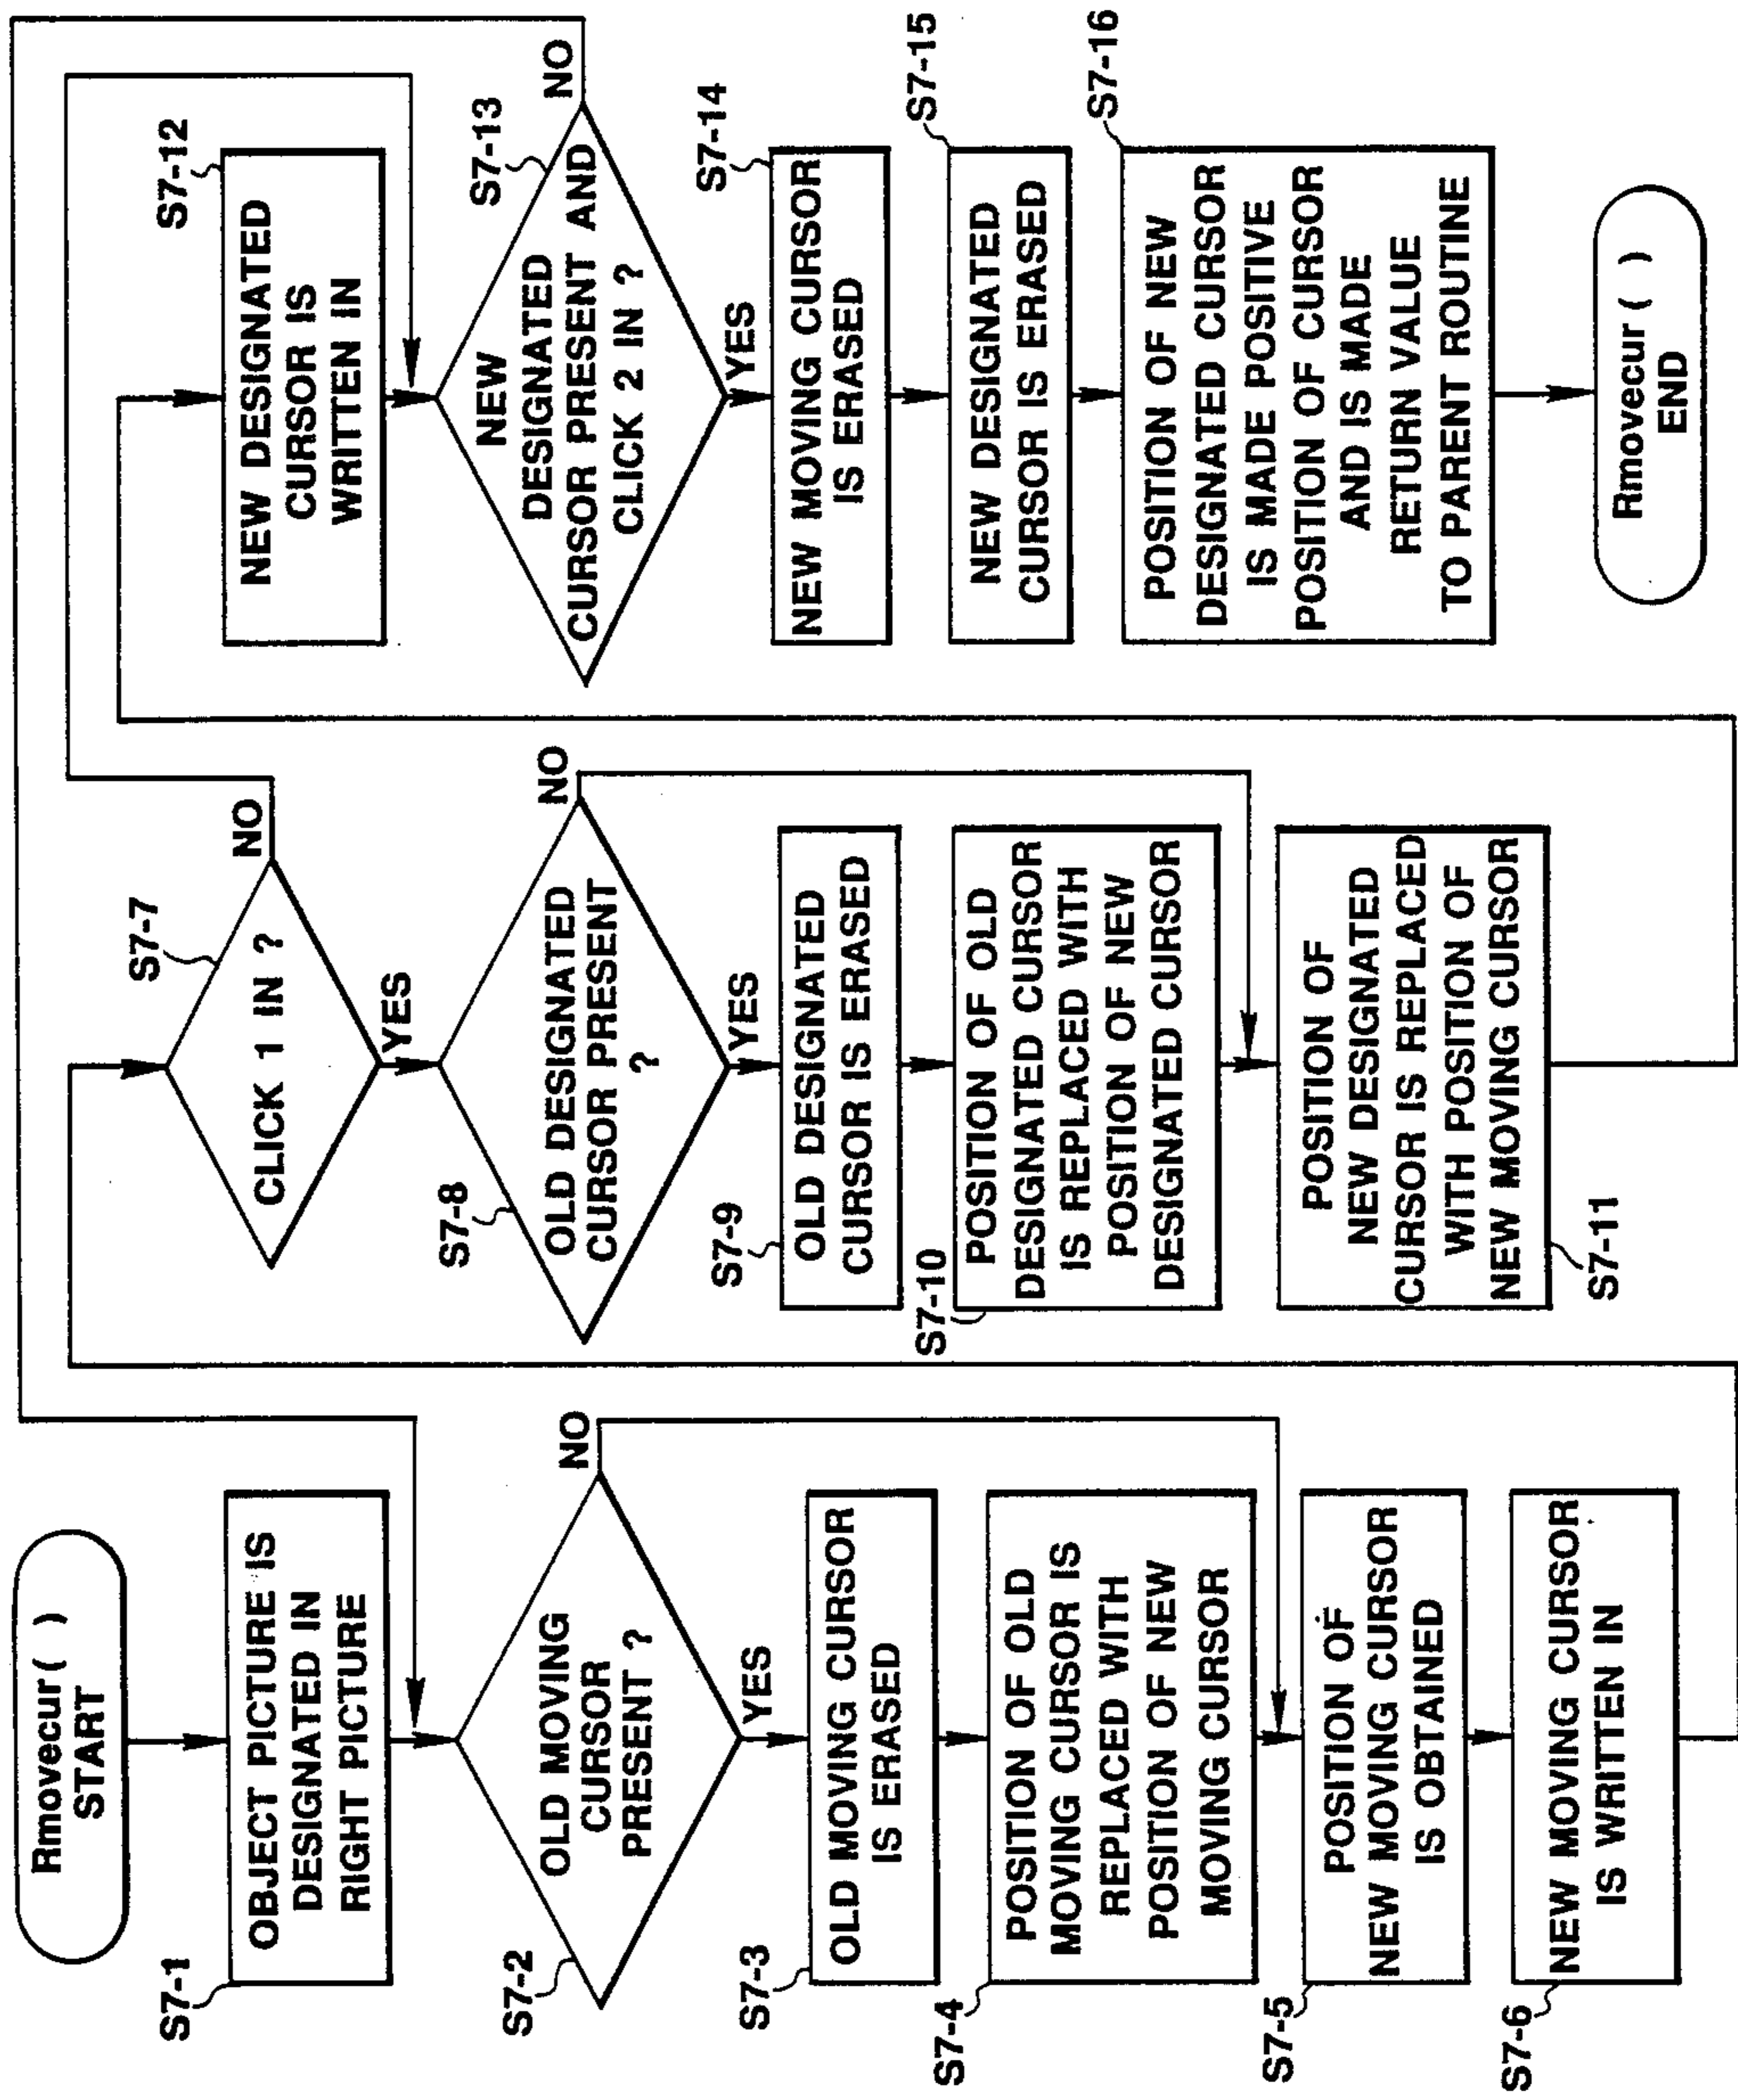 Rmovecur ( )
START
S7-1
OBJECT PICTURE IS
DESIGNATED IN
RIGHT PICTURE
S7-2
OLD MOVING
CURSOR
PRESENT ?
NO
YES
S7-3
OLD MOVING CURSOR
IS ERASED
S7-4
POSITION OF OLD
MOVING CURSOR IS
REPLACED WITH
POSITION OF NEW
MOVING CURSOR
S7-5
POSITION OF
NEW MOVING CURSOR
IS OBTAINED
S7-6
NEW MOVING CURSOR
IS WRITTEN IN
S7-7
CLICK 1 IN ?
NO
YES
S7-8
OLD DESIGNATED
CURSOR PRESENT
?
NO
YES
S7-9
OLD DESIGNATED
CURSOR IS ERASED
S7-10
POSITION OF OLD
DESIGNATED CURSOR
IS REPLACED WITH
POSITION OF NEW
DESIGNATED CURSOR
POSITION OF
NEW DESIGNATED
CURSOR IS REPLACED
WITH POSITION OF
NEW MOVING CURSOR
S7-11
S7-12
NEW DESIGNATED
CURSOR IS
WRITTEN IN
S7-13
NEW
DESIGNATED
CURSOR PRESENT AND
CLICK 2 IN ?
NO
YES
S7-14
NEW MOVING CURSOR
IS ERASED
S7-15
NEW DESIGNATED
CURSOR IS ERASED
S7-16
POSITION OF NEW
DESIGNATED CURSOR
IS MADE POSITIVE
POSITION OF CURSOR
AND IS MADE
RETURN VALUE
TO PARENT ROUTINE
Rmovecur ( )
END